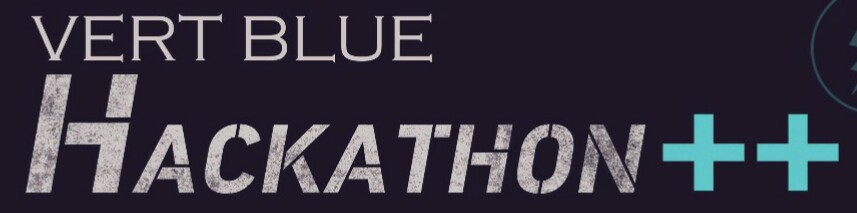 VERT BLUE
HACKATHON++